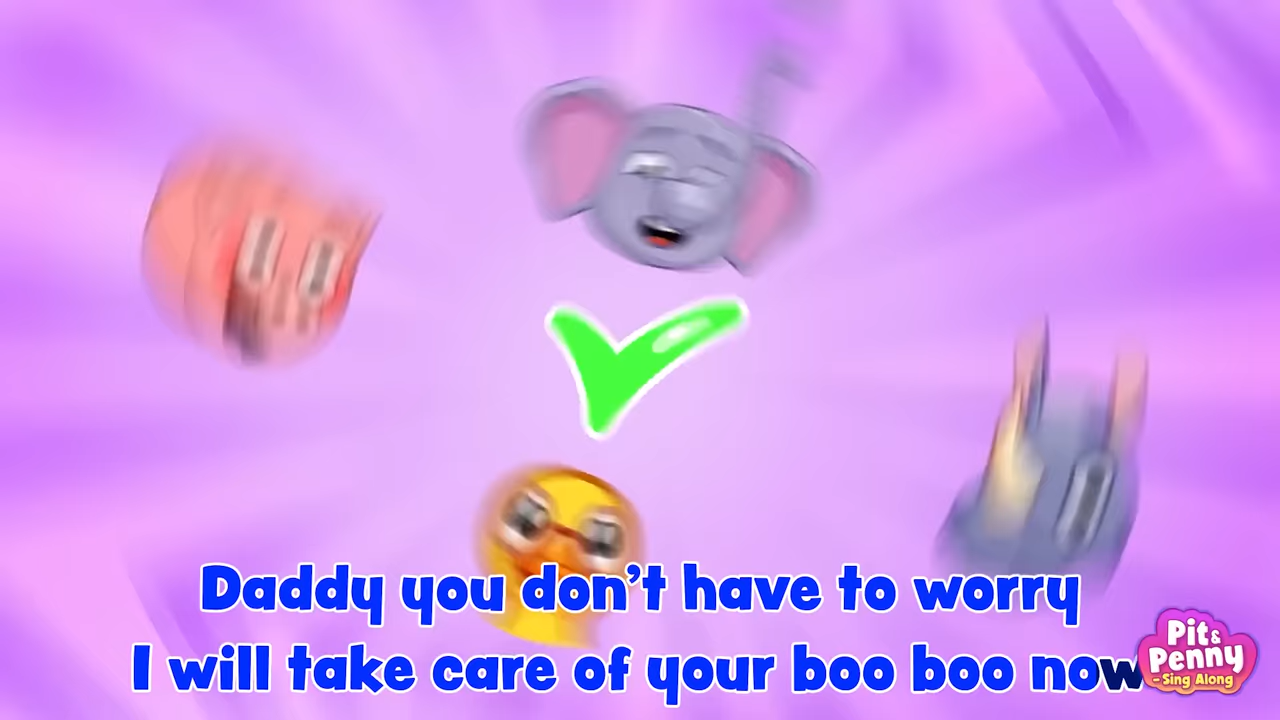 Daddy you don't have to worry
I will take care of your boo boo now
Pit &
Penny
- Sing Along